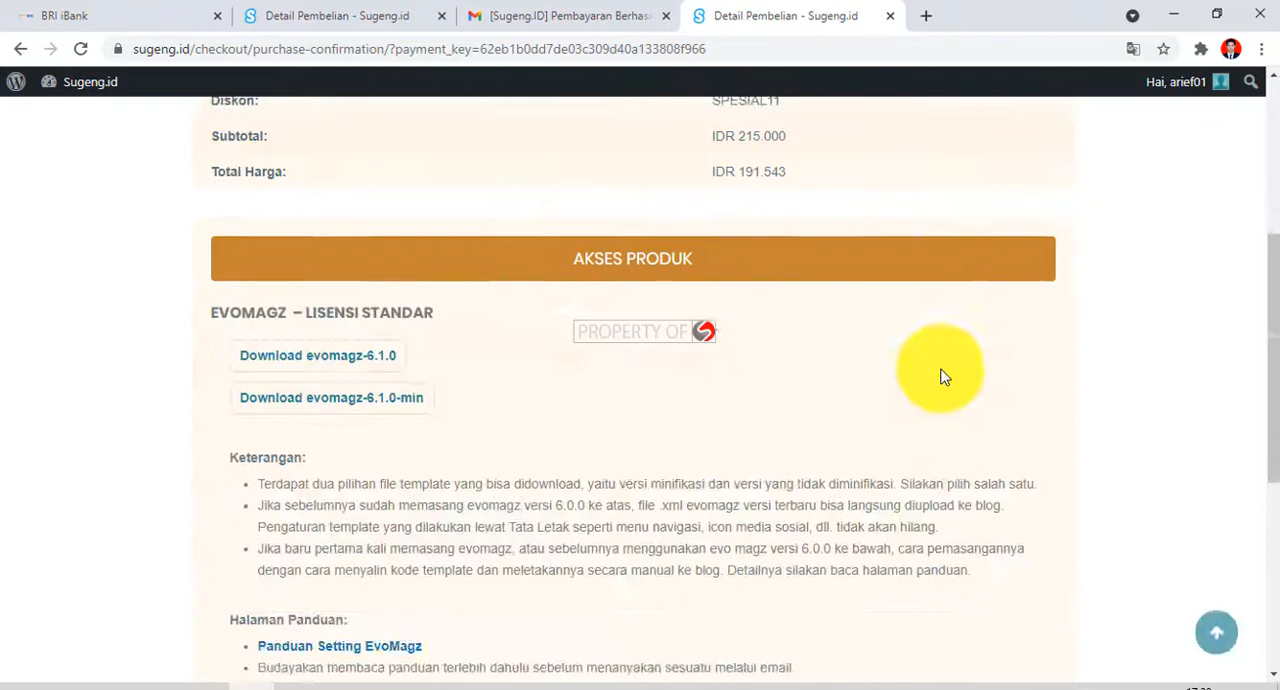 BRI iBank
Detail Pembelian - Sugeng.id
[Sugeng.ID] Pembayaran Berhas
Detail Pembelian - Sugeng.id
sugeng.id/checkout/purchase-confirmation/?payment_key=62eb1b0dd7de03c309d40a133808f966
Sugeng.id
Hai, arief01
Diskon:
SPESIAL11
Subtotal:
IDR 215.000
Total Harga:
IDR 191.543
AKSES PRODUK
EVOMAGZ – LISENSI STANDAR
PROPERTY OF
Download evomagz-6.1.0
Download evomagz-6.1.0-min
Keterangan:
Terdapat dua pilihan file template yang bisa didownload, yaitu versi minifikasi dan versi yang tidak diminifikasi. Silakan pilih salah satu.
Jika sebelumnya sudah memasang evomagz versi 6.0.0 ke atas, file .xml evomagz versi terbaru bisa langsung diupload ke blog.
Pengaturan template yang dilakukan lewat Tata Letak seperti menu navigasi, icon media sosial, dll. tidak akan hilang.
Jika baru pertama kali memasang evomagz, atau sebelumnya menggunakan evo magz versi 6.0.0 ke bawah, cara pemasangannya
dengan cara menyalin kode template dan meletakannya secara manual ke blog. Detailnya silakan baca halaman panduan.
Halaman Panduan:
Panduan Setting EvoMagz
Budayakan membaca panduan terlebih dahulu sebelum menanyakan sesuatu melalui email.